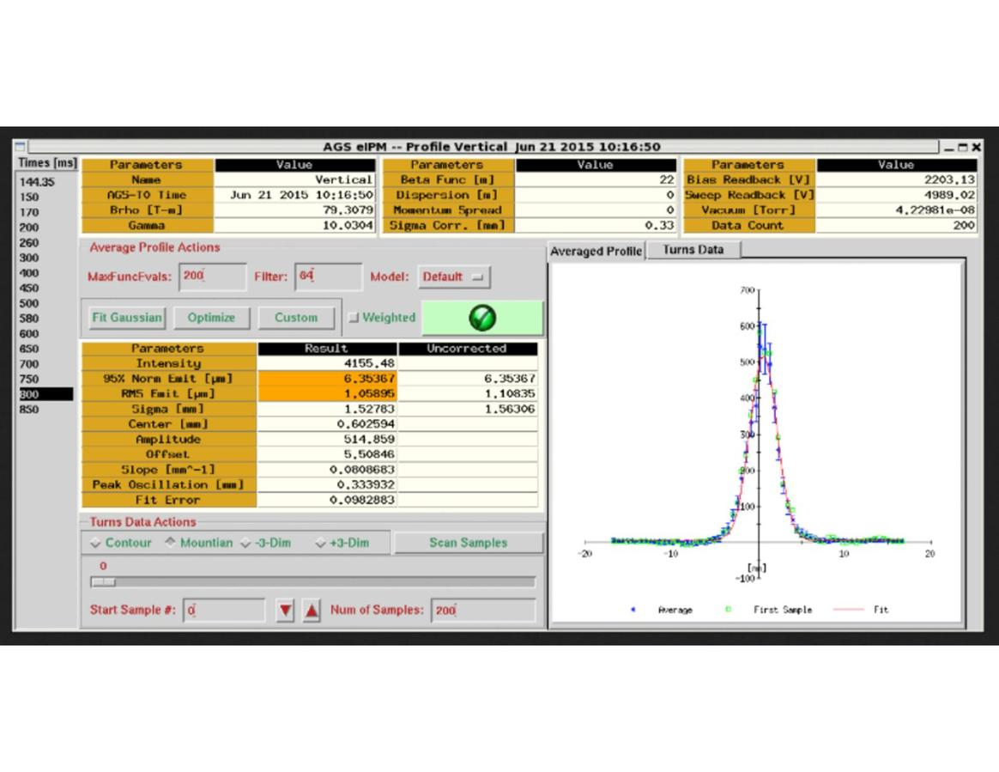 AGS eIPM -- Profile Vertical Jun 21 2015 10:16:50
Times [ms]
144.35
150
170
200
260
300
400
450
500
580
600
650
700
750
800
850
Parameters Value
Name Vertical
AGS-T0 Time Jun 21 2015 10:16:50
Brho [T-m] 79.3079
Gamma 10.0304
Parameters Value
Beta Func [m] 22
Dispersion [m] 0
Momentum Spread 0
Sigma Corr. [mm] 0.33
Parameters Value
Bias Readback [V] 2203.13
Sweep Readback [V] 4989.02
Vacuum [Torr] 4.22981e-08
Data Count 200
Average Profile Actions
MaxFuncEvals: 200 Filter: 64 Model: Default
Fit Gaussian Optimize Custom Weighted
Parameters Result Uncorrected
Intensity 4155.48
95% Norm Emit [µm] 6.35367 6.35367
RMS Emit [µm] 1.05895 1.10835
Sigma [mm] 1.52783 1.56306
Center [mm] 0.602594
Amplitude 514.859
Offset 5.50846
Slope [mm^-1] 0.0808683
Peak Oscillation [mm] 0.333932
Fit Error 0.0982883
Turns Data Actions
Contour Mountian -3-Dim +3-Dim Scan Samples
0
Start Sample #: 0 Num of Samples: 200
Averaged Profile Turns Data
700
600
500
400
300
200
100
-20 -10 10 20
[mm]
-100
Average First Sample Fit